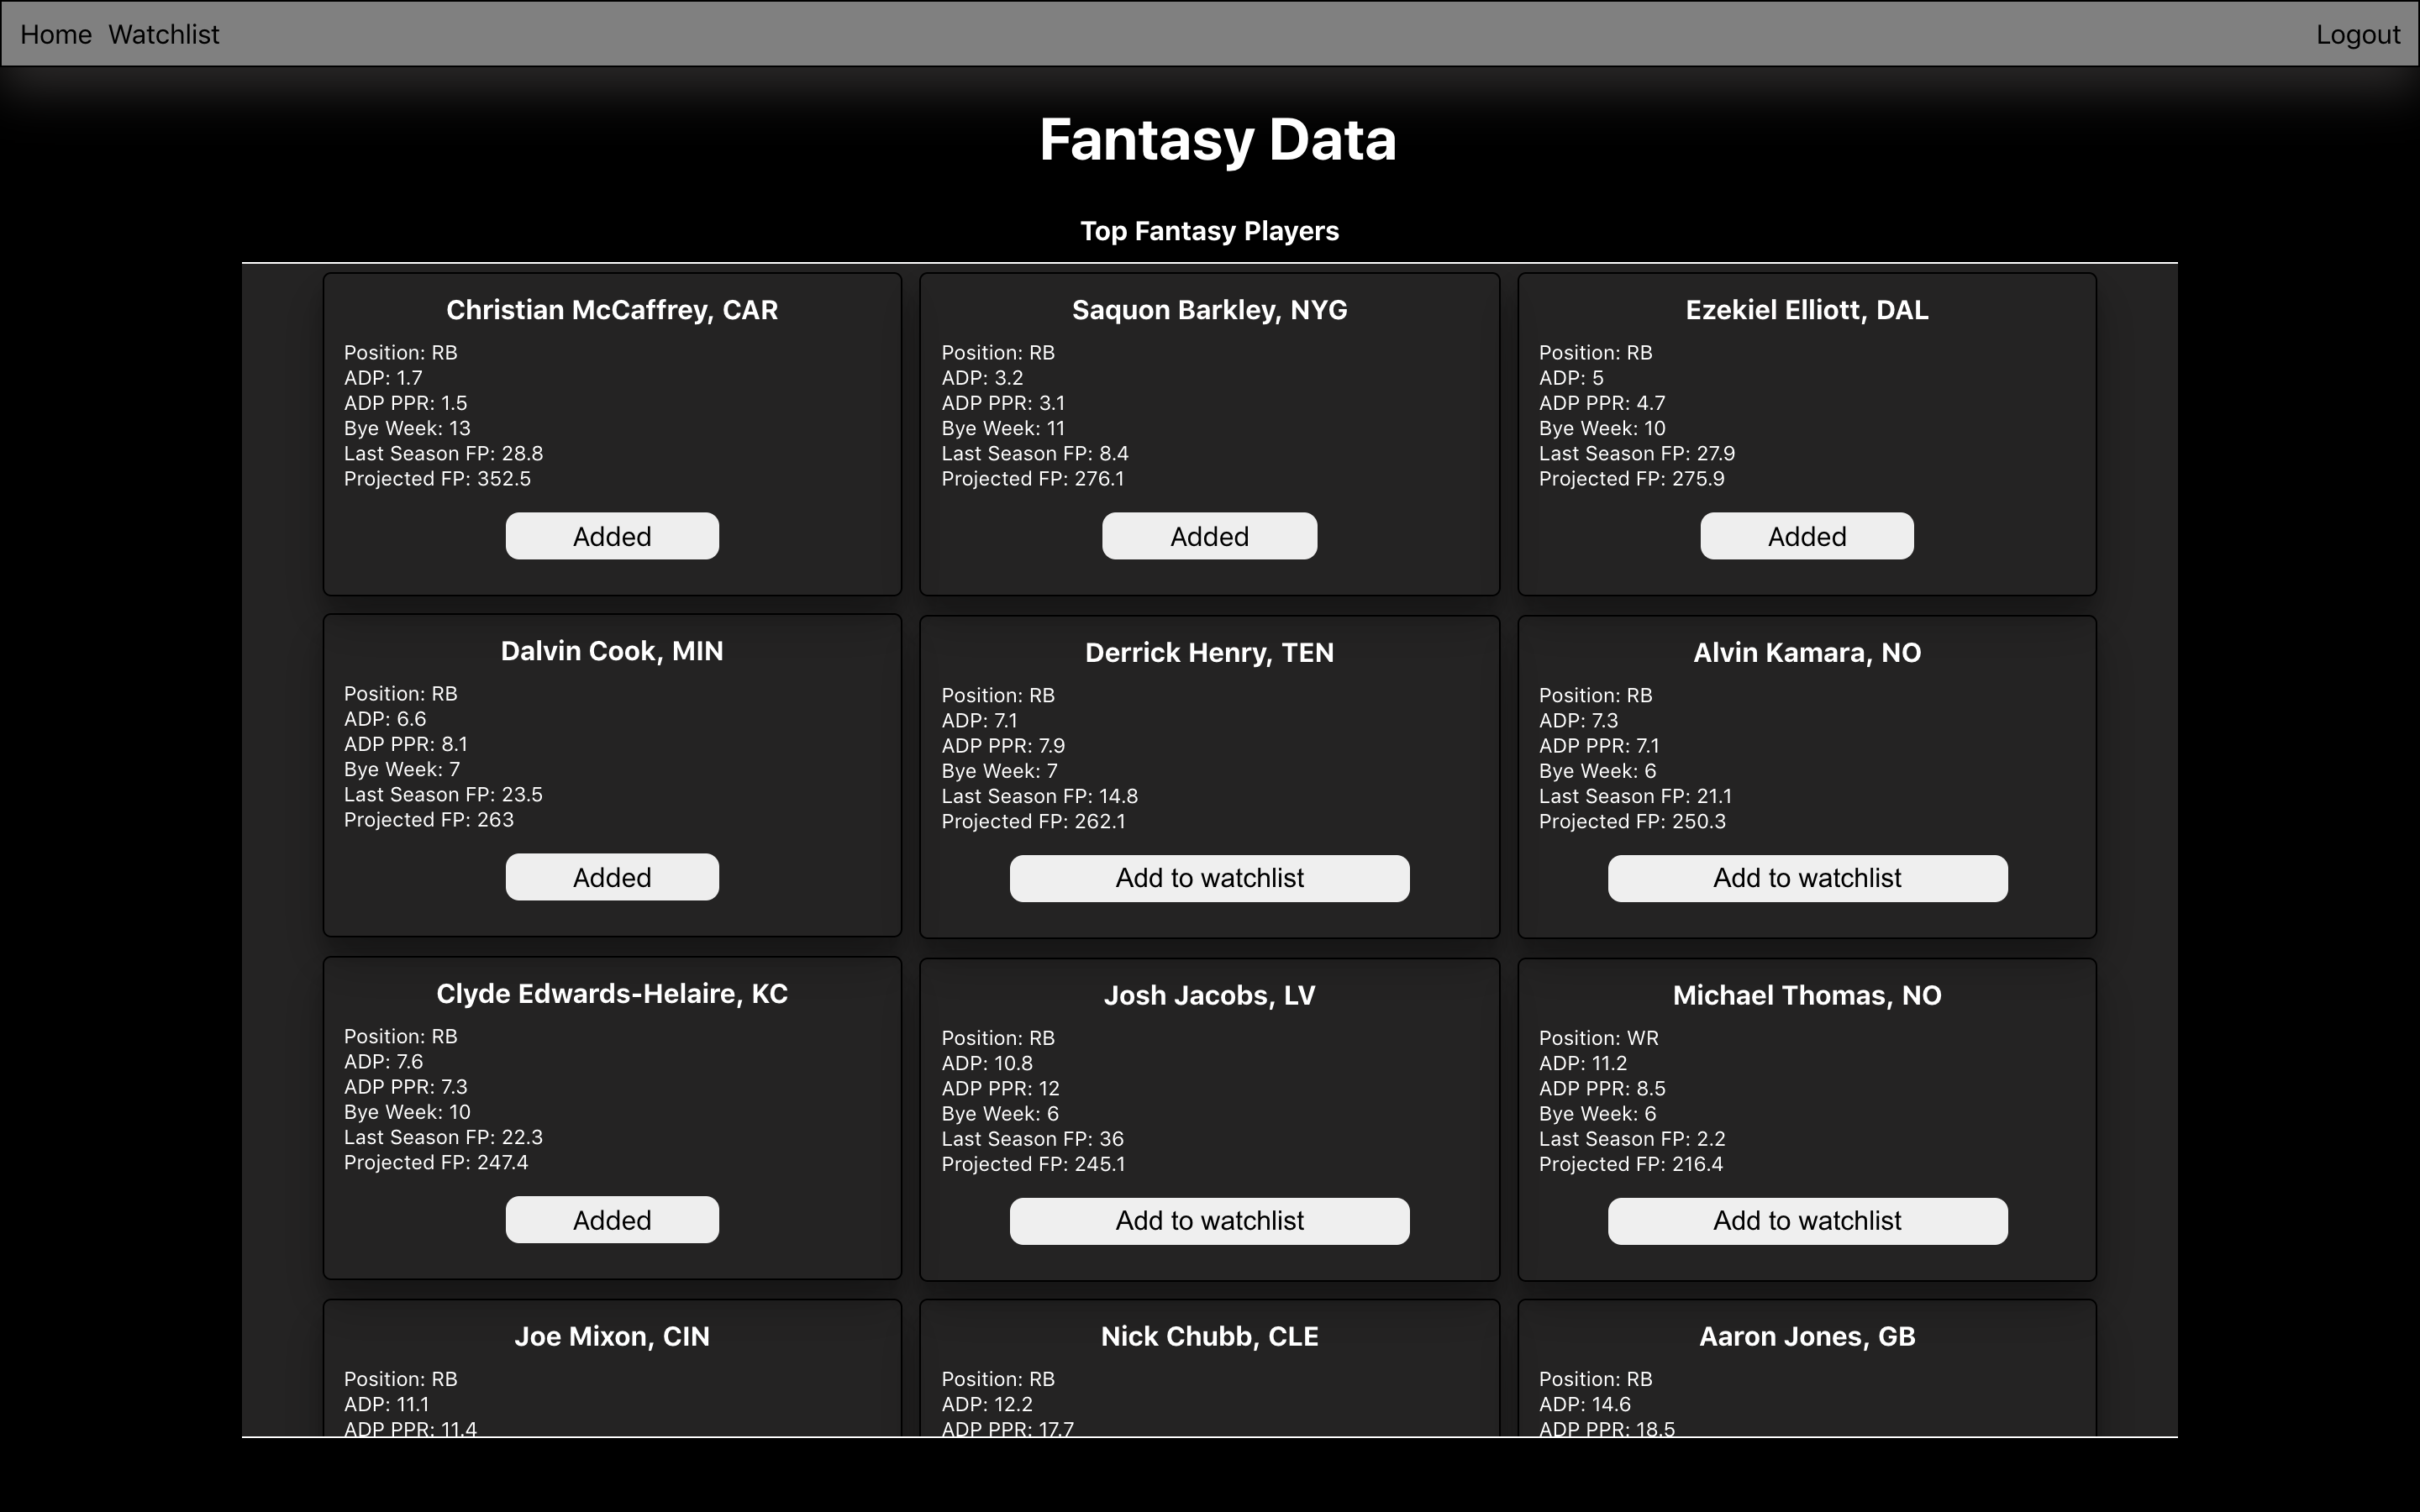 Home Watchlist Logout
Fantasy Data
Top Fantasy Players
Christian McCaffrey, CAR
Position: RB
ADP: 1.7
ADP PPR: 1.5
Bye Week: 13
Last Season FP: 28.8
Projected FP: 352.5
Added
Saquon Barkley, NYG
Position: RB
ADP: 3.2
ADP PPR: 3.1
Bye Week: 11
Last Season FP: 8.4
Projected FP: 276.1
Added
Ezekiel Elliott, DAL
Position: RB
ADP: 5
ADP PPR: 4.7
Bye Week: 10
Last Season FP: 27.9
Projected FP: 275.9
Added
Dalvin Cook, MIN
Position: RB
ADP: 6.6
ADP PPR: 8.1
Bye Week: 7
Last Season FP: 23.5
Projected FP: 263
Added
Derrick Henry, TEN
Position: RB
ADP: 7.1
ADP PPR: 7.9
Bye Week: 7
Last Season FP: 14.8
Projected FP: 262.1
Add to watchlist
Alvin Kamara, NO
Position: RB
ADP: 7.3
ADP PPR: 7.1
Bye Week: 6
Last Season FP: 21.1
Projected FP: 250.3
Add to watchlist
Clyde Edwards-Helaire, KC
Position: RB
ADP: 7.6
ADP PPR: 7.3
Bye Week: 10
Last Season FP: 22.3
Projected FP: 247.4
Added
Josh Jacobs, LV
Position: RB
ADP: 10.8
ADP PPR: 12
Bye Week: 6
Last Season FP: 36
Projected FP: 245.1
Add to watchlist
Michael Thomas, NO
Position: WR
ADP: 11.2
ADP PPR: 8.5
Bye Week: 6
Last Season FP: 2.2
Projected FP: 216.4
Add to watchlist
Joe Mixon, CIN
Position: RB
ADP: 11.1
ADP PPR: 11.4
Nick Chubb, CLE
Position: RB
ADP: 12.2
ADP PPR: 17.7
Aaron Jones, GB
Position: RB
ADP: 14.6
ADP PPR: 18.5